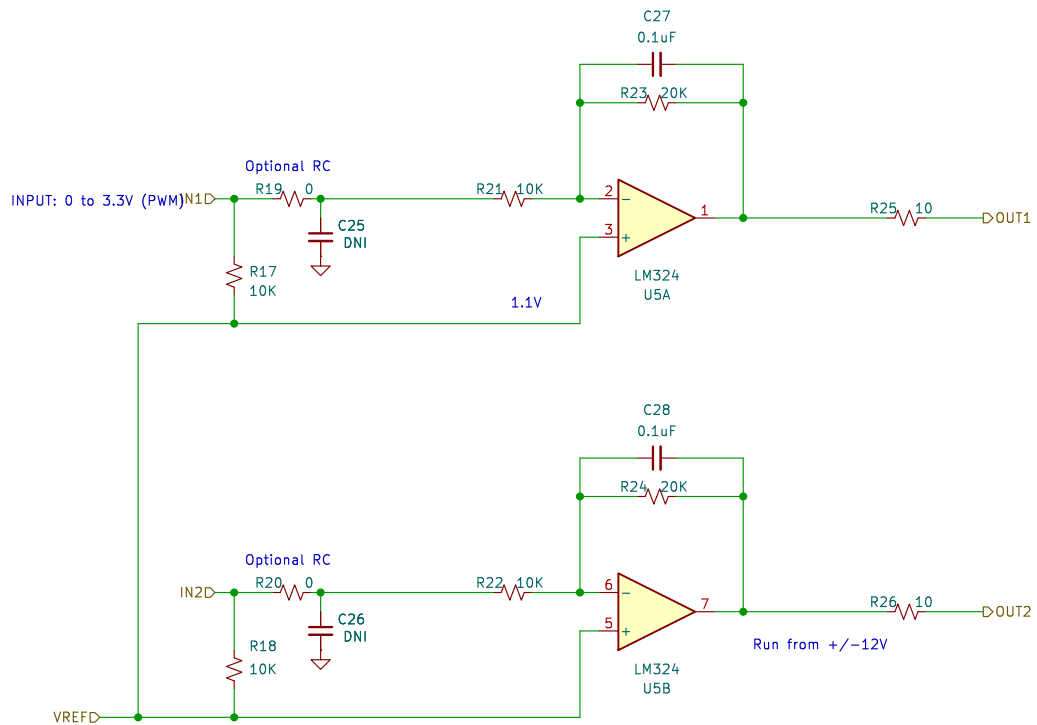 C27
0.1uF
R23 20K
Optional RC
INPUT: 0 to 3.3V (PWM)
IN1
R19 0
R21 10K
2
1
3
C25
DNI
R25 10
OUT1
R17
10K
LM324
U5A
1.1V
C28
0.1uF
R24 20K
Optional RC
IN2
R20 0
R22 10K
6
7
5
C26
DNI
R26 10
OUT2
R18
10K
Run from +/-12V
LM324
U5B
VREF